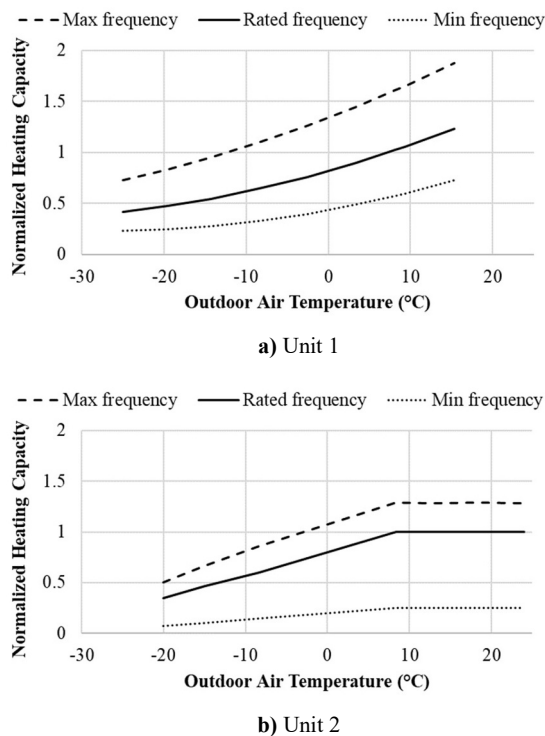 Max frequency Rated frequency Min frequency
Normalized Heating Capacity
2
1.5
1
0.5
0
-30 -20 -10 0 10 20
Outdoor Air Temperature (°C)
a) Unit 1
Max frequency Rated frequency Min frequency
Normalized Heating Capacity
2
1.5
1
0.5
0
-30 -20 -10 0 10 20
Outdoor Air Temperature (°C)
b) Unit 2